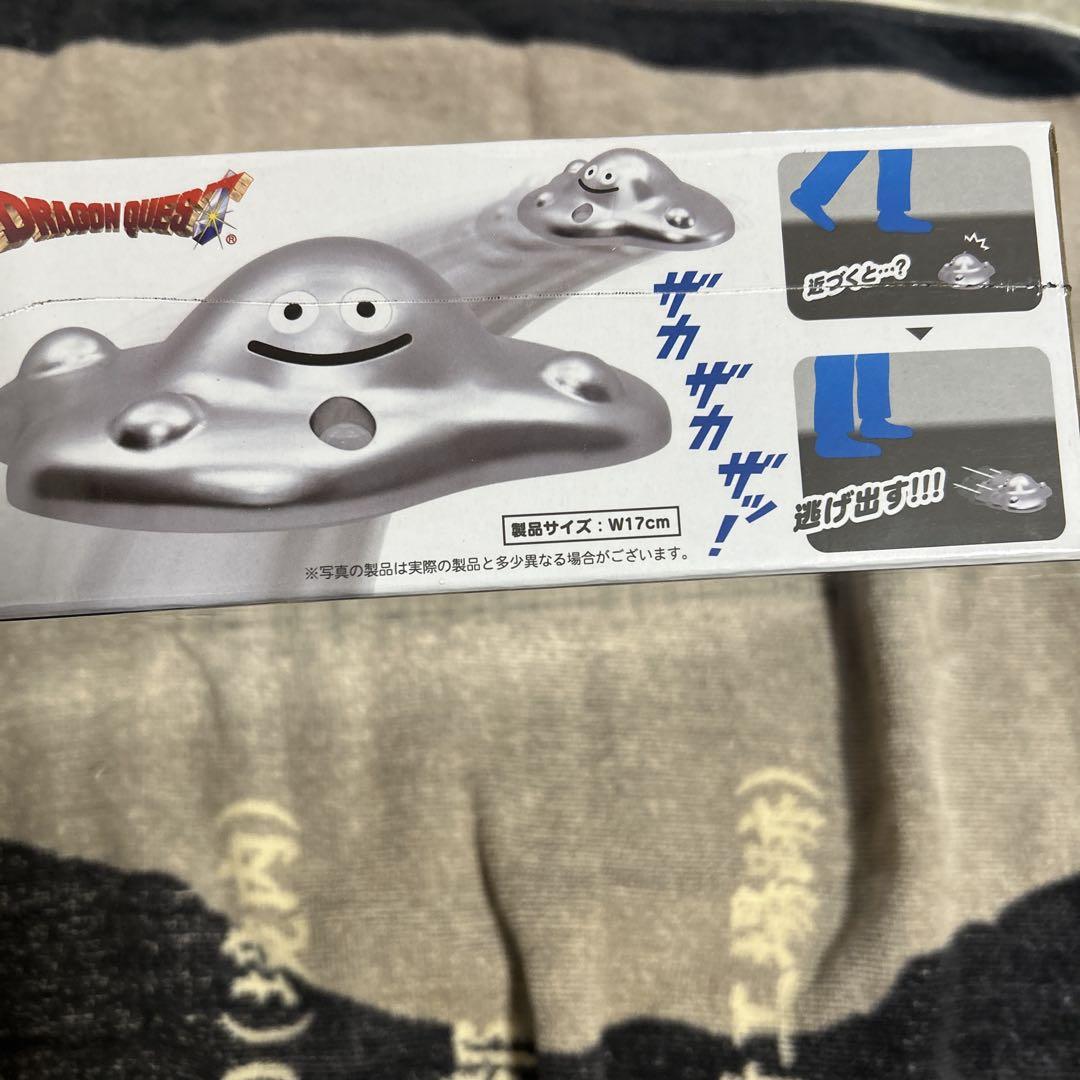 DRAGON QUEST®
ザカザカザッ!
近づくと…?
逃げ出す!!!
製品サイズ：W17cm
※写真の製品は実際の製品と多少異なる場合がございます。